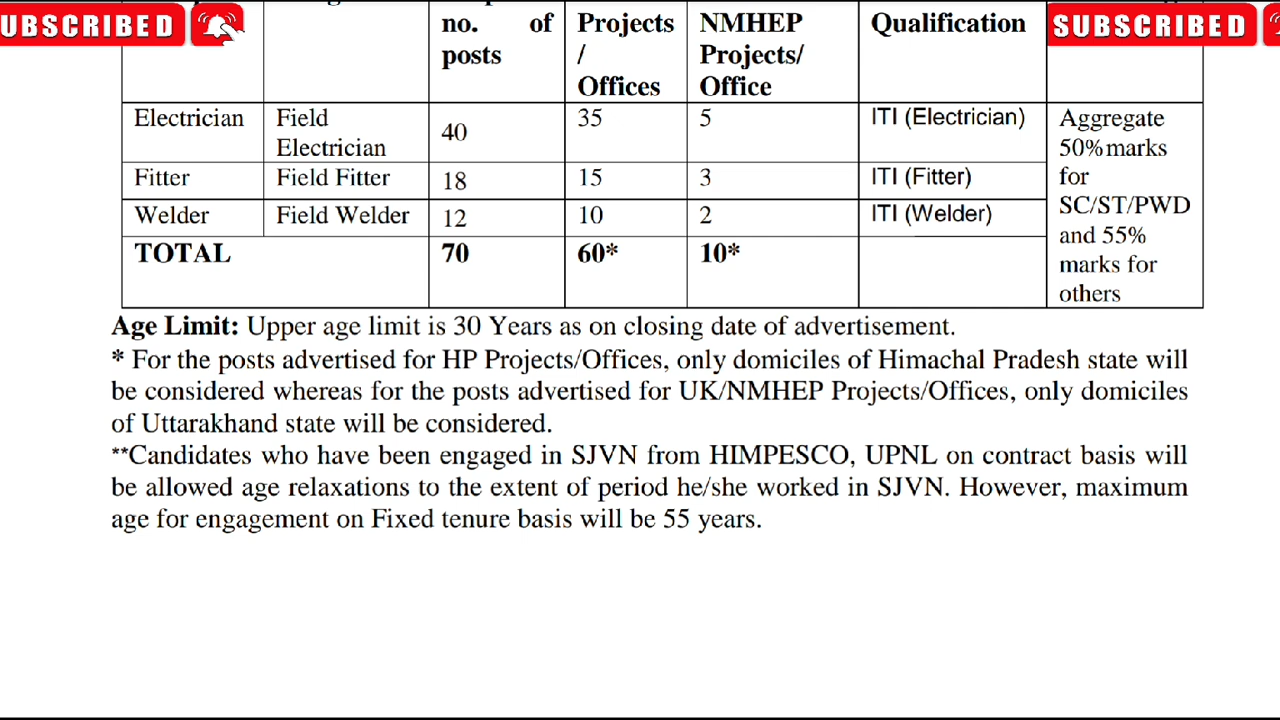 UBSCRIBED
SUBSCRIBED
no. of posts
Projects / Offices
NMHEP Projects/ Office
Qualification
Electrician
Field Electrician
40
35
5
ITI (Electrician)
Aggregate 50% marks for SC/ST/PWD and 55% marks for others
Fitter
Field Fitter
18
15
3
ITI (Fitter)
Welder
Field Welder
12
10
2
ITI (Welder)
TOTAL
70
60*
10*
Age Limit: Upper age limit is 30 Years as on closing date of advertisement.
* For the posts advertised for HP Projects/Offices, only domiciles of Himachal Pradesh state will
be considered whereas for the posts advertised for UK/NMHEP Projects/Offices, only domiciles
of Uttarakhand state will be considered.
**Candidates who have been engaged in SJVN from HIMPESCO, UPNL on contract basis will
be allowed age relaxations to the extent of period he/she worked in SJVN. However, maximum
age for engagement on Fixed tenure basis will be 55 years.